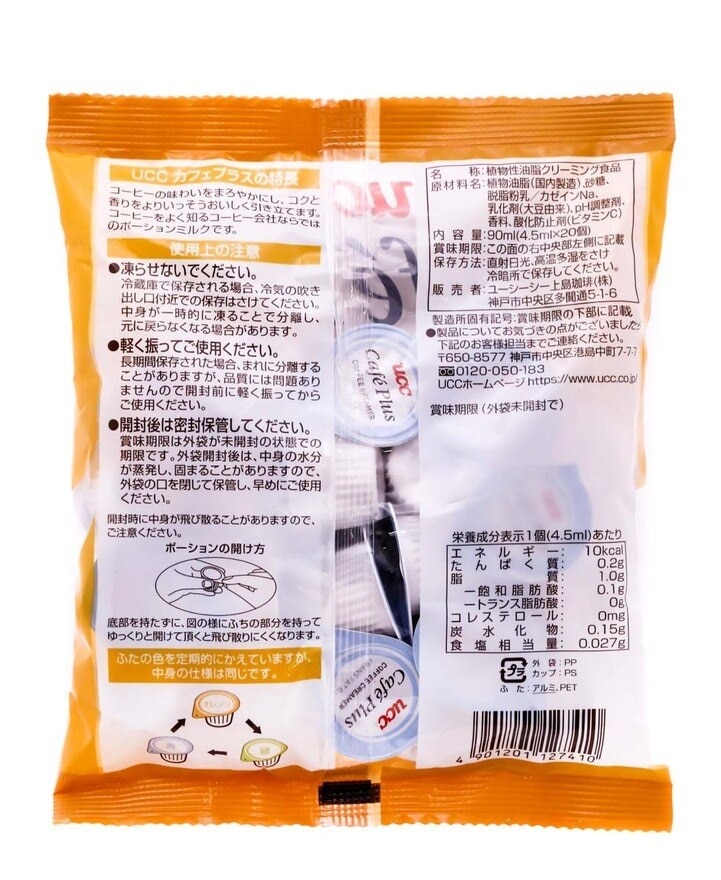 UCC カフェプラスの特長
コーヒーの味わいをまろやかにし、コクと
香りをよりいっそうおいしく引き立てます。
コーヒーをよく知るコーヒー会社ならでは
のポーションミルクです。
使用上の注意
●凍らせないでください。
冷蔵庫で保存される場合、冷気の吹き
出し口付近での保存はさけてください。
中身が一時的に凍ることで分離し、
元に戻らなくなる場合があります。
●軽く振ってご使用ください。
長期間保存された場合、まれに分離する
ことがありますが、品質には問題あり
ませんので開封前に軽く振ってから
ご使用ください。
●開封後は密封保管してください。
賞味期限は外袋が未開封の状態での
期限です。外袋開封後は、中身の水分
が蒸発し、固まることがありますので、
外袋の口を閉じて保管し、早めにご使用
ください。
開封時に中身が飛び散ることがありますので、
ご注意ください。
ポーションの開け方
底部を持たずに、図の様にふちの部分を持って
ゆっくりと開けて頂くと飛び散りにくくなります。
ふたの色を定期的にかえていますが、
中身の仕様は同じです。
オレンジ
青
緑
UCC
Café Plus
COFFEE CREAMER
UCC
Café Plus
COFFEE CREAMER
名称:植物性油脂クリーミング食品
原材料名:植物油脂(国内製造)、砂糖、
脱脂粉乳／カゼインNa、
乳化剤(大豆由来)、pH調整剤、
香料、酸化防止剤(ビタミンC)
内容量:90ml(4.5ml×20個)
賞味期限:この面の右中央部左側に記載
保存方法:直射日光、高温多湿をさけ
冷暗所で保存してください。
販売者:ユーシーシー上島珈琲(株)
神戸市中央区多聞通5-1-6
製造所固有記号:賞味期限の下部に記載
●製品についてお気づきの点がございましたら
下記のお客様担当までご連絡ください。
〒650-8577 神戸市中央区港島中町7-7-7
0120-050-183
UCCホームページ https://www.ucc.co.jp/
賞味期限(外袋未開封で)
栄養成分表示1個(4.5ml)あたり
エネルギー: 10kcal
たんぱく質: 0.2g
脂質: 1.0g
－飽和脂肪酸: 0.1g
－トランス脂肪酸: 0g
コレステロール: 0mg
炭水化物: 0.15g
食塩相当量: 0.027g
プラ
外袋:PP
カップ:PS
ふた:アルミ、PET
4 901201 127410